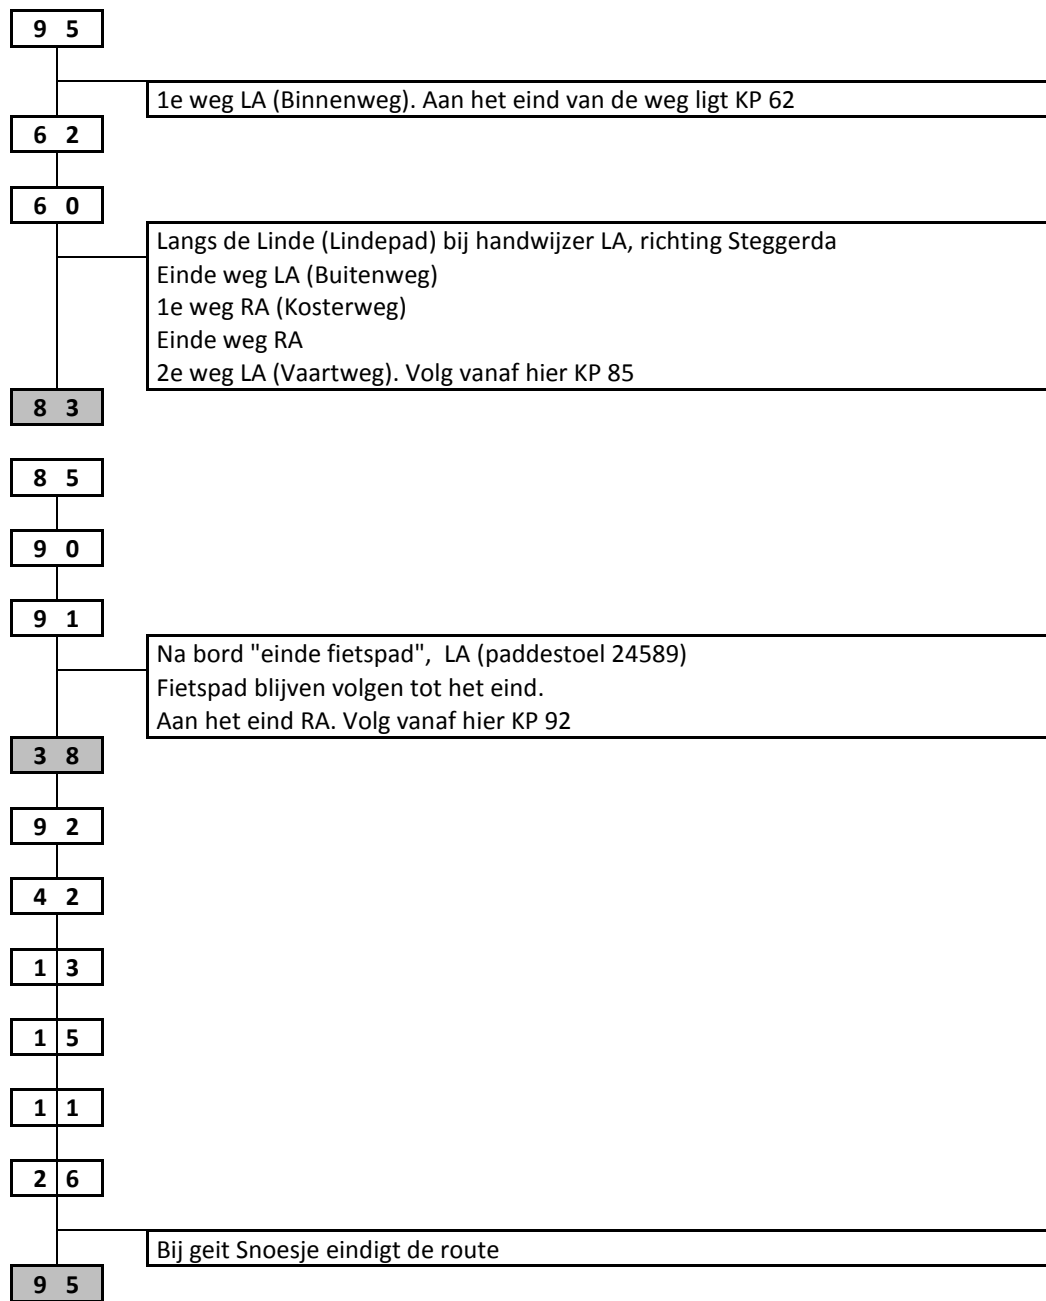 9 5
1e weg LA (Binnenweg). Aan het eind van de weg ligt KP 62
6 2
6 0
Langs de Linde (Lindepad) bij handwijzer LA, richting Steggerda
Einde weg LA (Buitenweg)
1e weg RA (Kosterweg)
Einde weg RA
2e weg LA (Vaartweg). Volg vanaf hier KP 85
8 3
8 5
9 0
9 1
Na bord "einde fietspad", LA (paddestoel 24589)
Fietspad blijven volgen tot het eind.
Aan het eind RA. Volg vanaf hier KP 92
3 8
9 2
4 2
1 3
1 5
1 1
2 6
Bij geit Snoesje eindigt de route
9 5